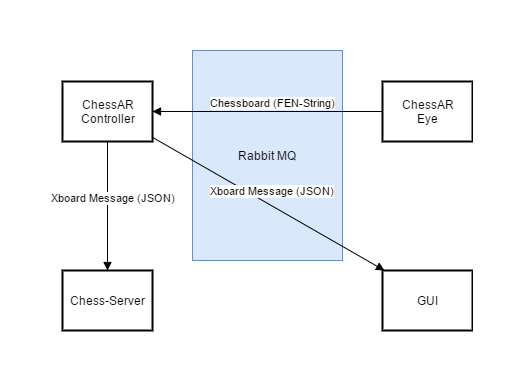 Chessboard (FEN-String)
ChessAR
Controller
ChessAR
Eye
Rabbit MQ
Xboard Message (JSON)
Xboard Message (JSON)
Chess-Server
GUI